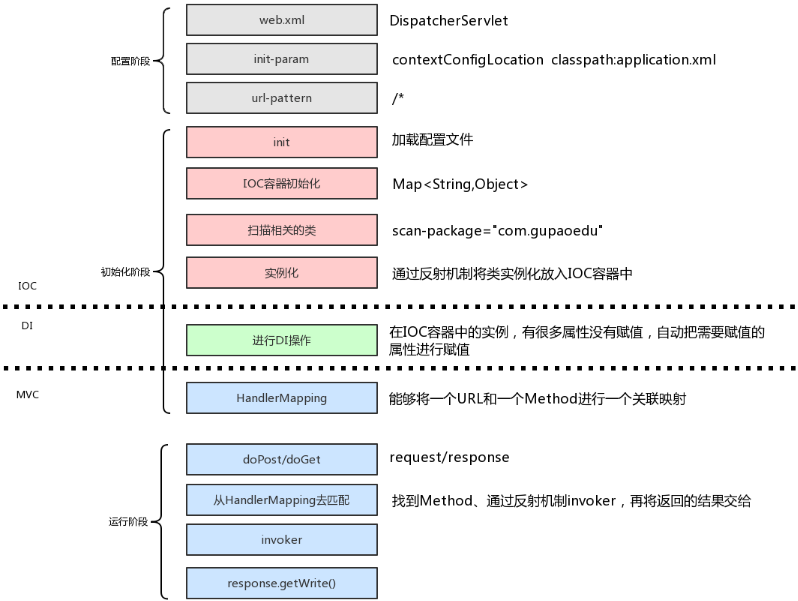 web.xml DispatcherServlet
配置阶段 init-param contextConfigLocation classpath:application.xml
url-pattern /*
init 加载配置文件
IOC容器初始化 Map<String,Object>
扫描相关的类 scan-package="com.gupaoedu"
初始化阶段 实例化 通过反射机制将类实例化放入IOC容器中
IOC
DI
进行DI操作 在IOC容器中的实例，有很多属性没有赋值，自动把需要赋值的
属性进行赋值
MVC
HandlerMapping 能够将一个URL和一个Method进行一个关联映射
doPost/doGet request/response
从HandlerMapping去匹配 找到Method、通过反射机制invoker，再将返回的结果交给
运行阶段
invoker
response.getWrite()